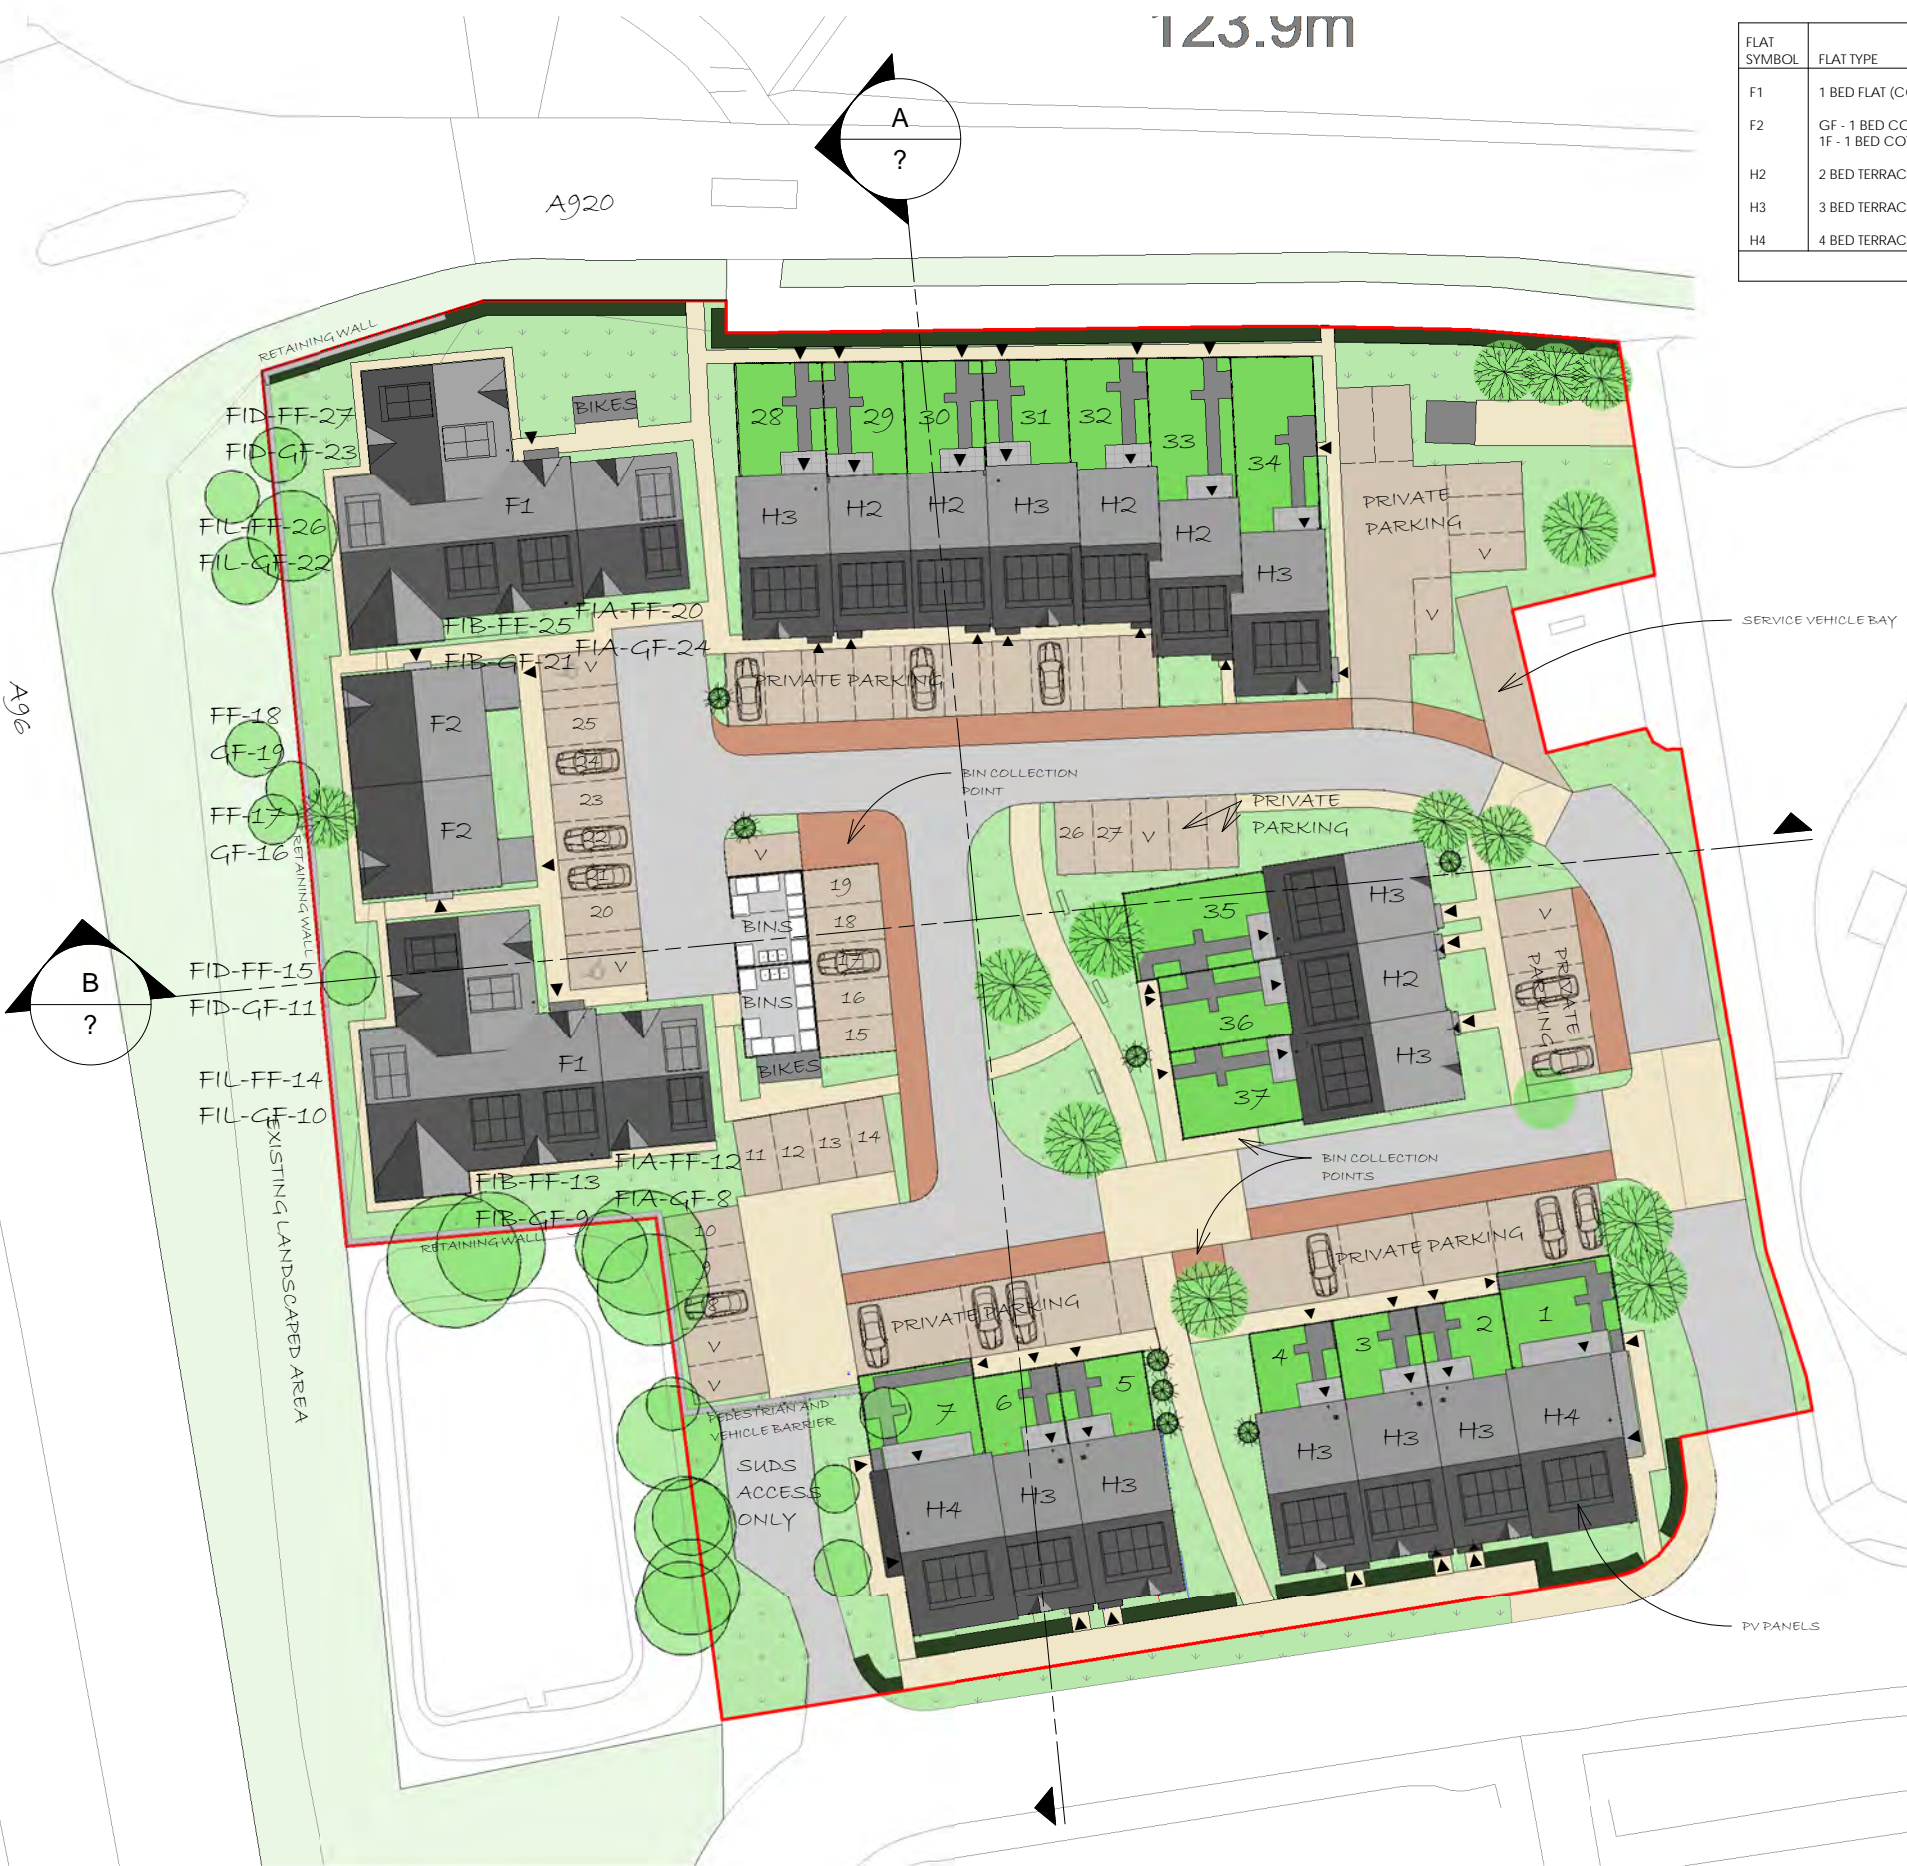 123.9m
FLAT
SYMBOL
FLAT TYPE
F1
1 BED FLAT (C
F2
GF - 1 BED CO
1F - 1 BED CO
H2
2 BED TERRAC
H3
3 BED TERRAC
H4
4 BED TERRAC
A
?
A920
RETAINING WALL
BIKES
FID-FF-27
FID-GF-23
F1
FIL-FF-26
FIL-GF-22
28
29
30
31
32
33
34
H3
H2
H2
H3
H2
H2
H3
PRIVATE
PARKING
V
V
SERVICE VEHICLE BAY
FIA-FF-20
FIB-FF-25
FIA-GF-24
FIB-GF-21
V
PRIVATE PARKING
A96
FF-18
GF-19
F2
25
24
23
22
21
20
V
FF-17
GF-16
F2
RETAINING WALL
BIN COLLECTION
POINT
26
27
V
PRIVATE
PARKING
V
19
18
17
16
15
BINS
BINS
BIKES
35
36
37
H3
H2
H3
V
PRIVATE
PARKING
B
?
FID-FF-15
FID-GF-11
F1
FIL-FF-14
FIL-GF-10
EXISTING LANDSCAPED AREA
FIA-FF-12
FIB-FF-13
FIA-GF-8
FIB-GF-9
RETAINING WALL
11
12
13
14
10
9
8
V
V
BIN COLLECTION
POINTS
PRIVATE PARKING
PRIVATE PARKING
4
3
2
1
7
6
5
H3
H3
H3
H4
H4
H3
H3
PEDESTRIAN AND
VEHICLE BARRIER
SUDS
ACCESS
ONLY
PV PANELS